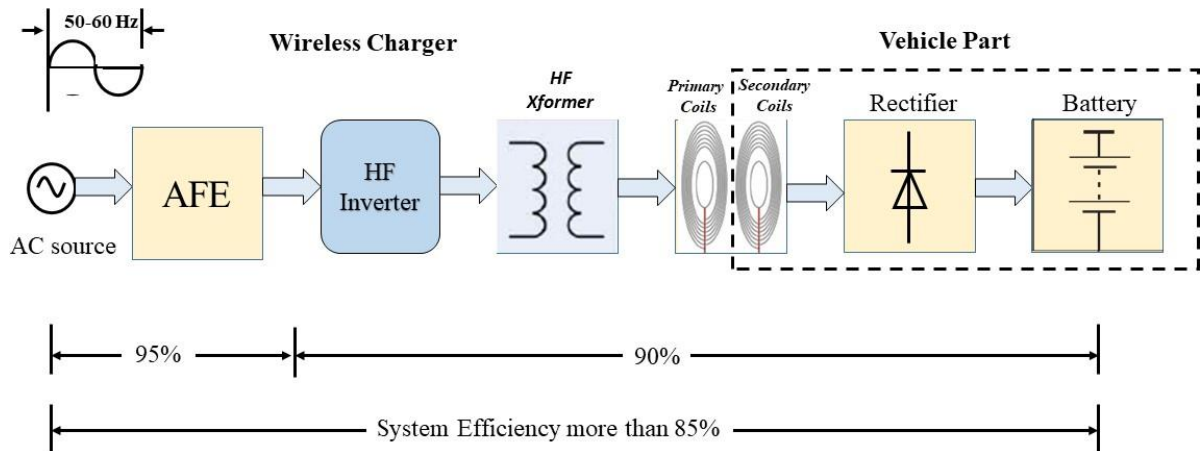 50-60 Hz
Wireless Charger
Vehicle Part
HF
Xformer
Primary
Coils
Secondary
Coils
Rectifier
Battery
AFE
HF
Inverter
AC source
95%
90%
System Efficiency more than 85%